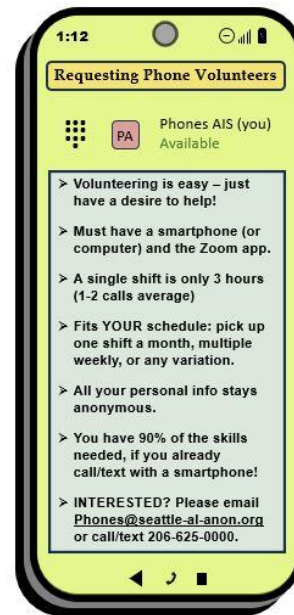 1:12
Requesting Phone Volunteers
PA
Phones AIS (you)
Available
➢ Volunteering is easy – just
have a desire to help!
➢ Must have a smartphone (or
computer) and the Zoom app.
➢ A single shift is only 3 hours
(1-2 calls average)
➢ Fits YOUR schedule: pick up
one shift a month, multiple
weekly, or any variation.
➢ All your personal info stays
anonymous.
➢ You have 90% of the skills
needed, if you already
call/text with a smartphone!
➢ INTERESTED? Please email
Phones@seattle-al-anon.org
or call/text 206-625-0000.